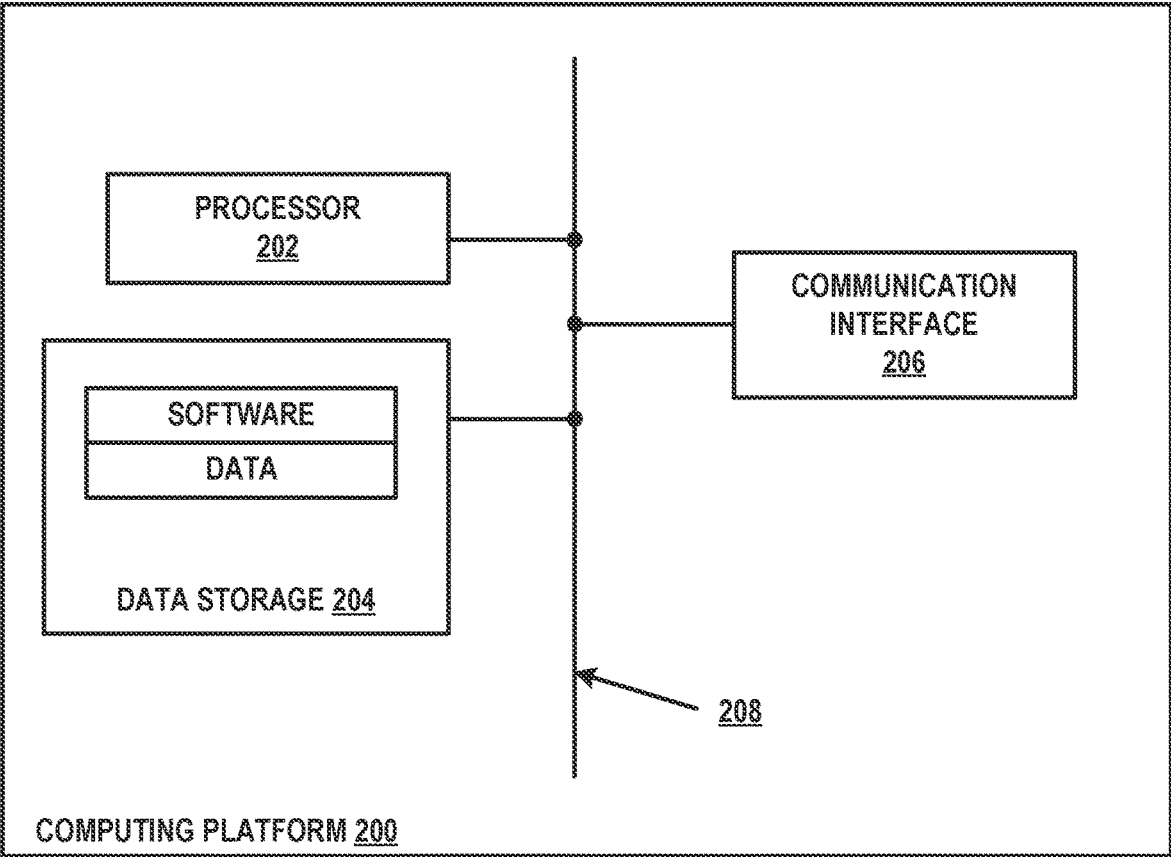 PROCESSOR
202
COMMUNICATION
INTERFACE
206
SOFTWARE
DATA
DATA STORAGE 204
208
COMPUTING PLATFORM 200